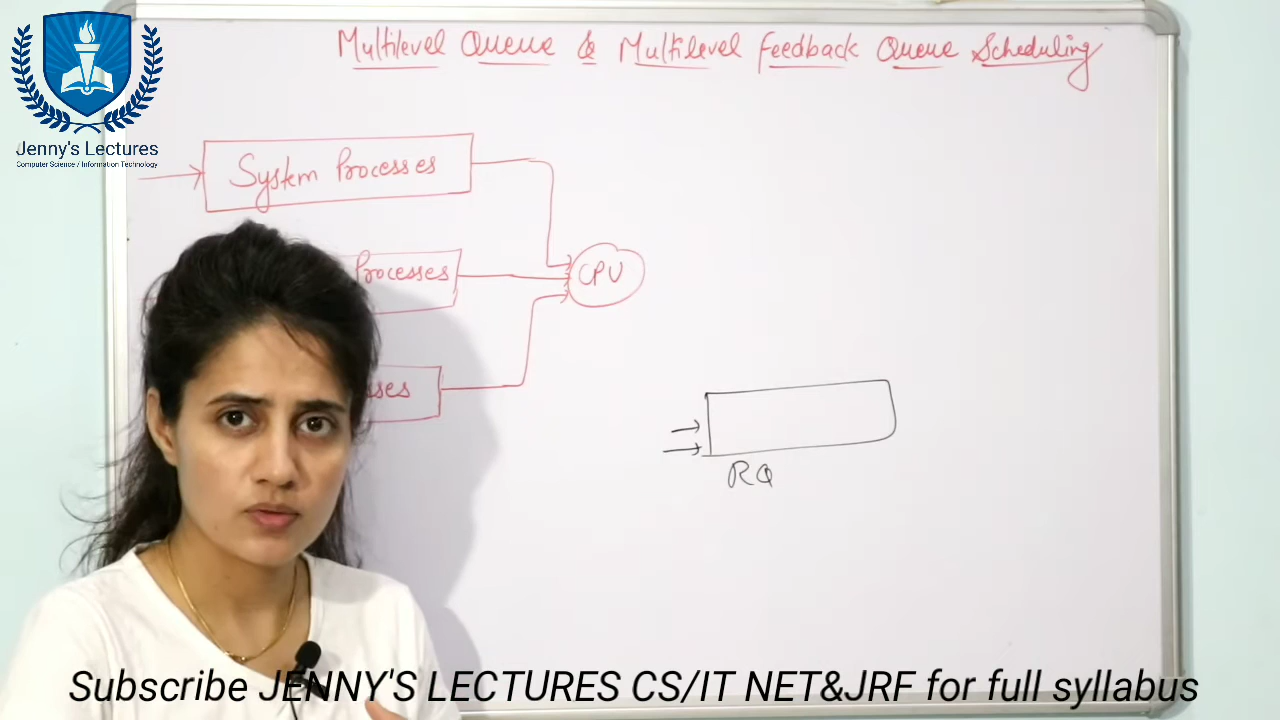 Multilevel Queue & Multilevel Feedback Queue Scheduling
Jenny's Lectures
Computer Science / Information Technology
System Processes
Processes
CPU
sses
RQ
Subscribe JENNY'S LECTURES CS/IT NET&JRF for full syllabus